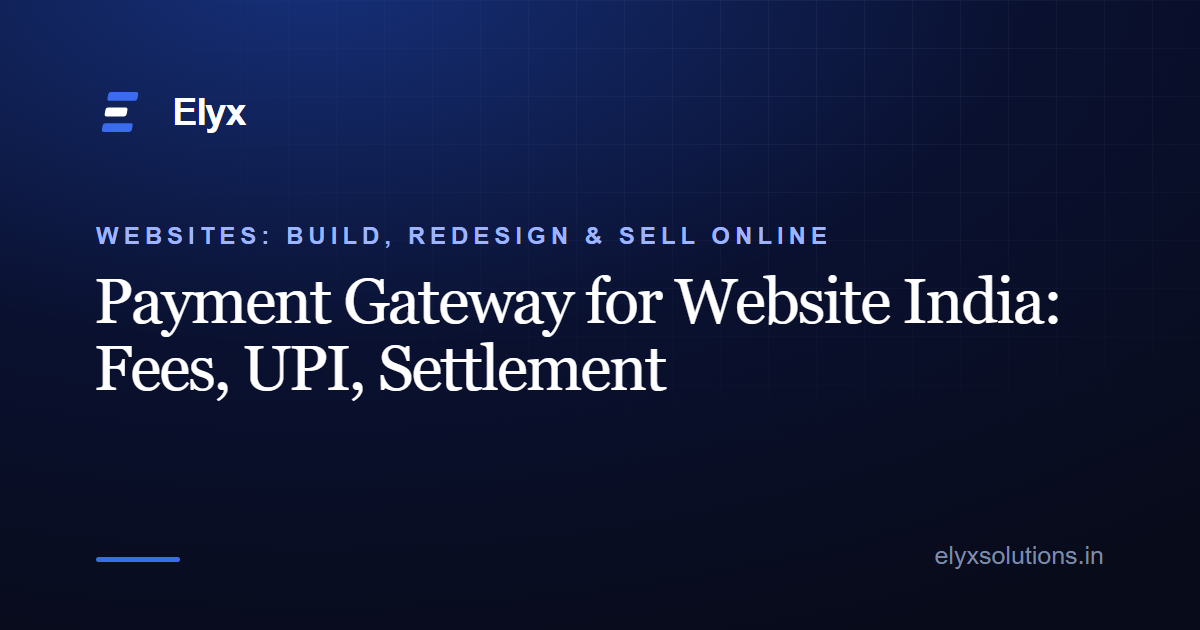 Elyx
WEBSITES: BUILD, REDESIGN & SELL ONLINE
Payment Gateway for Website India:
Fees, UPI, Settlement
elyxsolutions.in